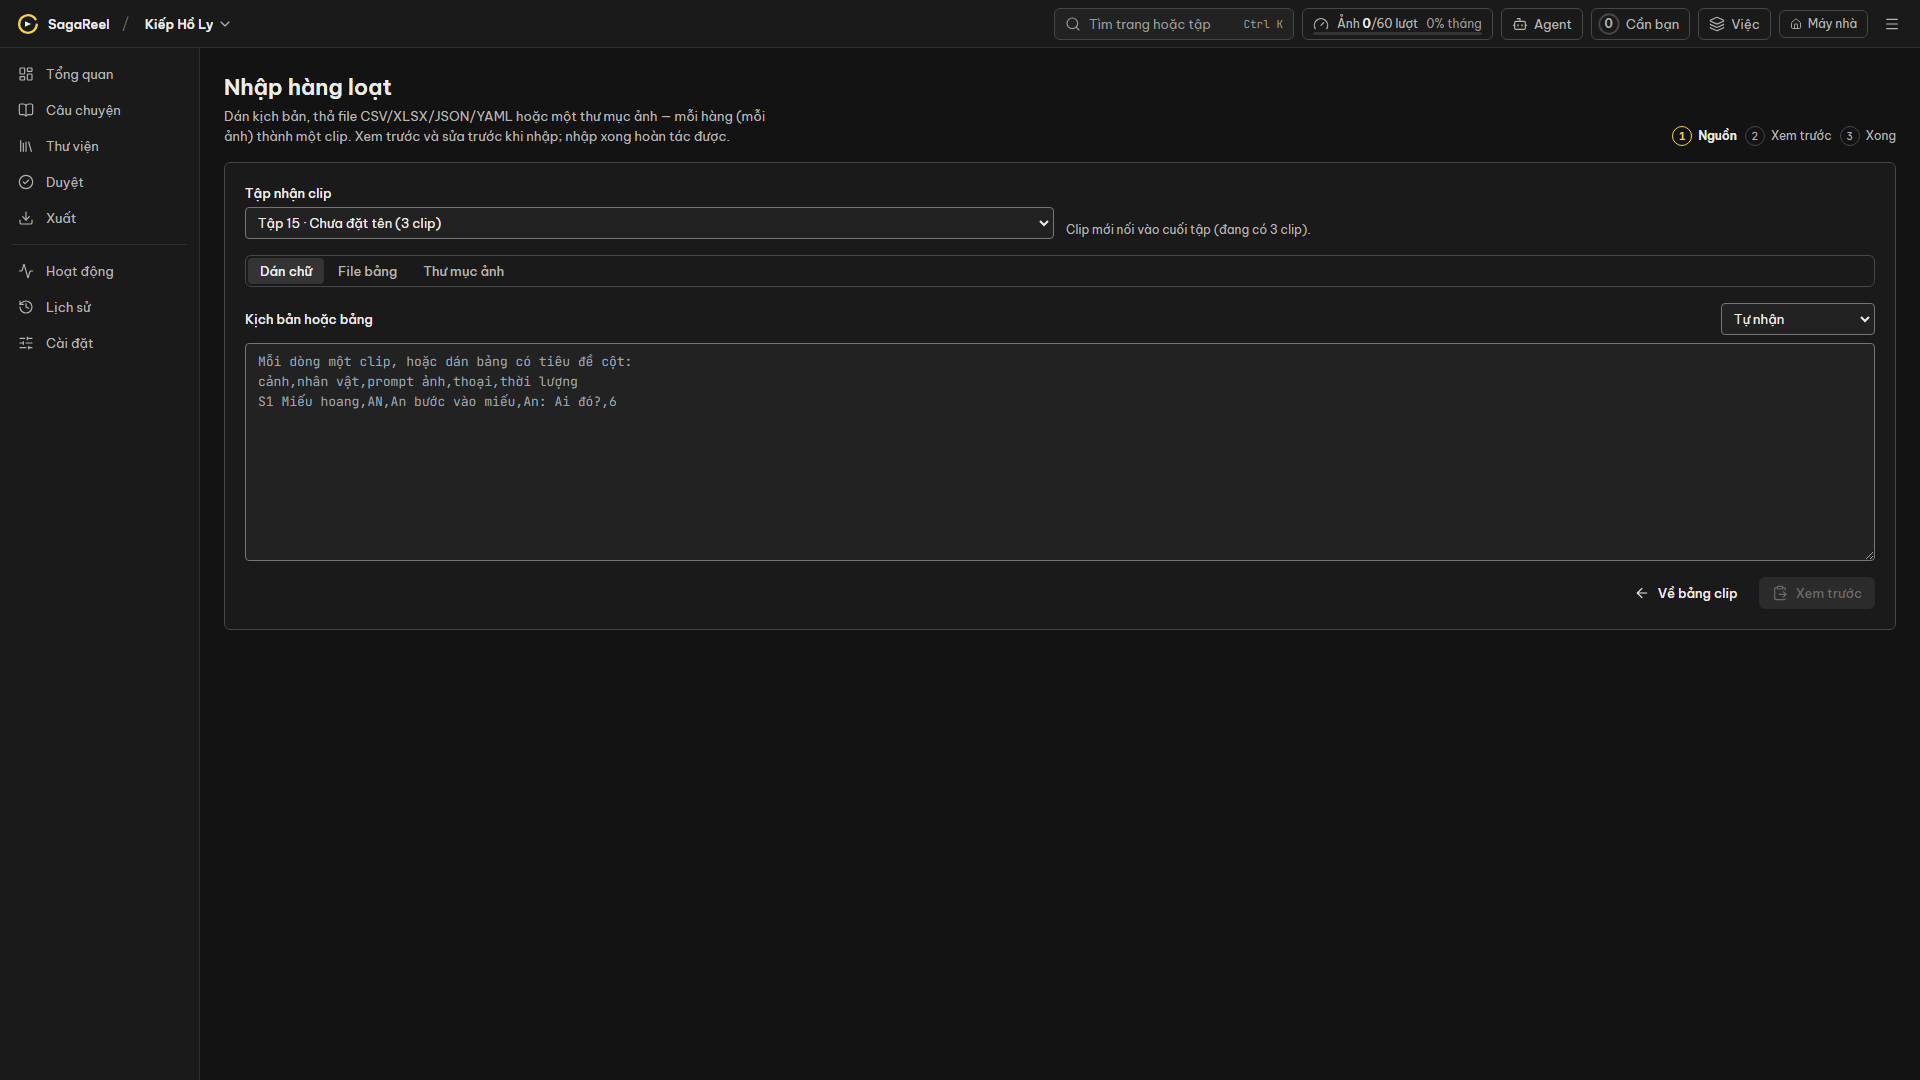 SagaReel / Kiếp Hồ Ly
Tìm trang hoặc tập Ctrl K
Ảnh 0/60 lượt 0% tháng
Agent
0 Cần bạn
Việc
Máy nhà
Tổng quan
Câu chuyện
Thư viện
Duyệt
Xuất
Hoạt động
Lịch sử
Cài đặt
Nhập hàng loạt
Dán kịch bản, thả file CSV/XLSX/JSON/YAML hoặc một thư mục ảnh — mỗi hàng (mỗi
ảnh) thành một clip. Xem trước và sửa trước khi nhập; nhập xong hoàn tác được.
1 Nguồn 2 Xem trước 3 Xong
Tập nhận clip
Tập 15 · Chưa đặt tên (3 clip)
Clip mới nối vào cuối tập (đang có 3 clip).
Dán chữ File bảng Thư mục ảnh
Kịch bản hoặc bảng
Tự nhận
Mỗi dòng một clip, hoặc dán bảng có tiêu đề cột:
cảnh,nhân vật,prompt ảnh,thoại,thời lượng
S1 Miếu hoang,AN,An bước vào miếu,An: Ai đó?,6
Về bảng clip
Xem trước